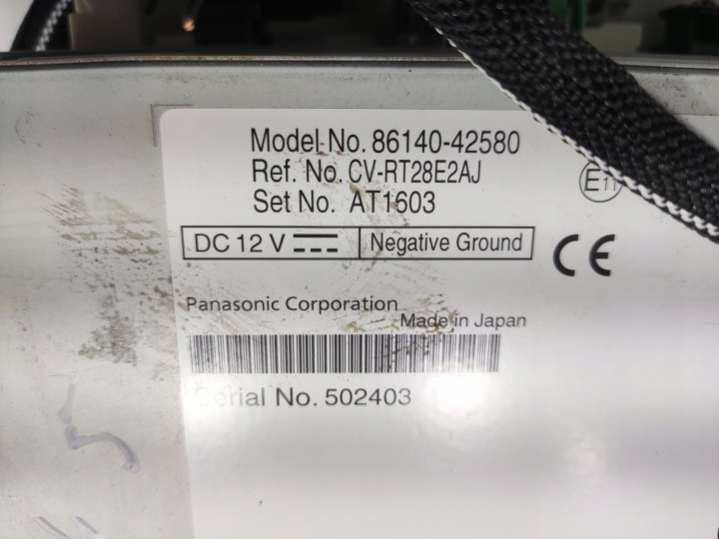 Model No. 86140-42580
Ref. No. CV-RT28E2AJ
Set No. AT1603
E11
DC 12 V
Negative Ground
CE
Panasonic Corporation
Made in Japan
Serial No. 502403